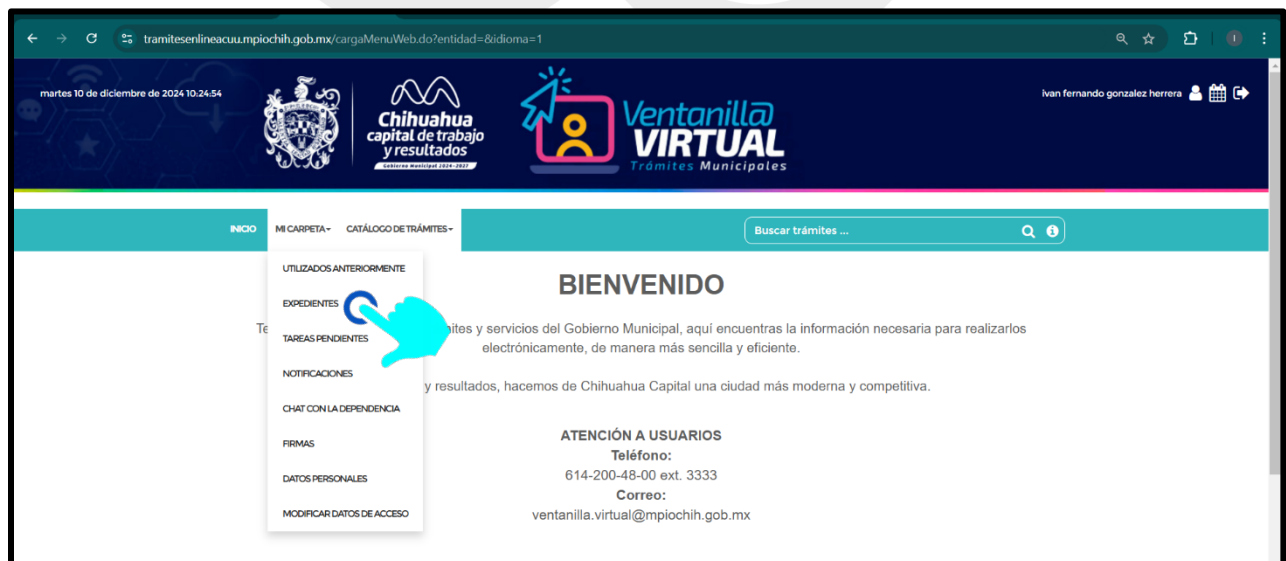 tramitesenlineacuu.mpiochih.gob.mx/cargaMenuWeb.do?entidad=&idioma=1
martes 10 de diciembre de 2024 10:24:54
Chihuahua
capital de trabajo
y resultados
Gobierno Municipal 2024-2027
Ventanill@
VIRTUAL
Trámites Municipales
ivan fernando gonzalez herrera
INICIO
MI CARPETA
CATÁLOGO DE TRÁMITES
Buscar trámites ...
UTILIZADOS ANTERIORMENTE
EXPEDIENTES
TAREAS PENDIENTES
NOTIFICACIONES
CHAT CON LA DEPENDENCIA
FIRMAS
DATOS PERSONALES
MODIFICAR DATOS DE ACCESO
BIENVENIDO
y servicios del Gobierno Municipal, aquí encuentras la información necesaria para realizarlos
electrónicamente, de manera más sencilla y eficiente.
y resultados, hacemos de Chihuahua Capital una ciudad más moderna y competitiva.
ATENCIÓN A USUARIOS
Teléfono:
614-200-48-00 ext. 3333
Correo:
ventanilla.virtual@mpiochih.gob.mx